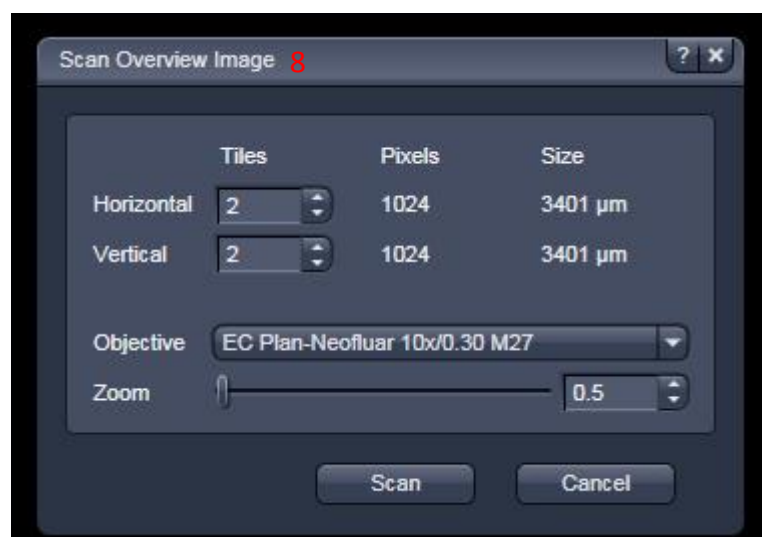 Scan Overview Image 8 ? ×
Tiles Pixels Size
Horizontal 2 1024 3401 µm
Vertical 2 1024 3401 µm
Objective EC Plan-Neofluar 10x/0.30 M27
Zoom 0.5
Scan Cancel